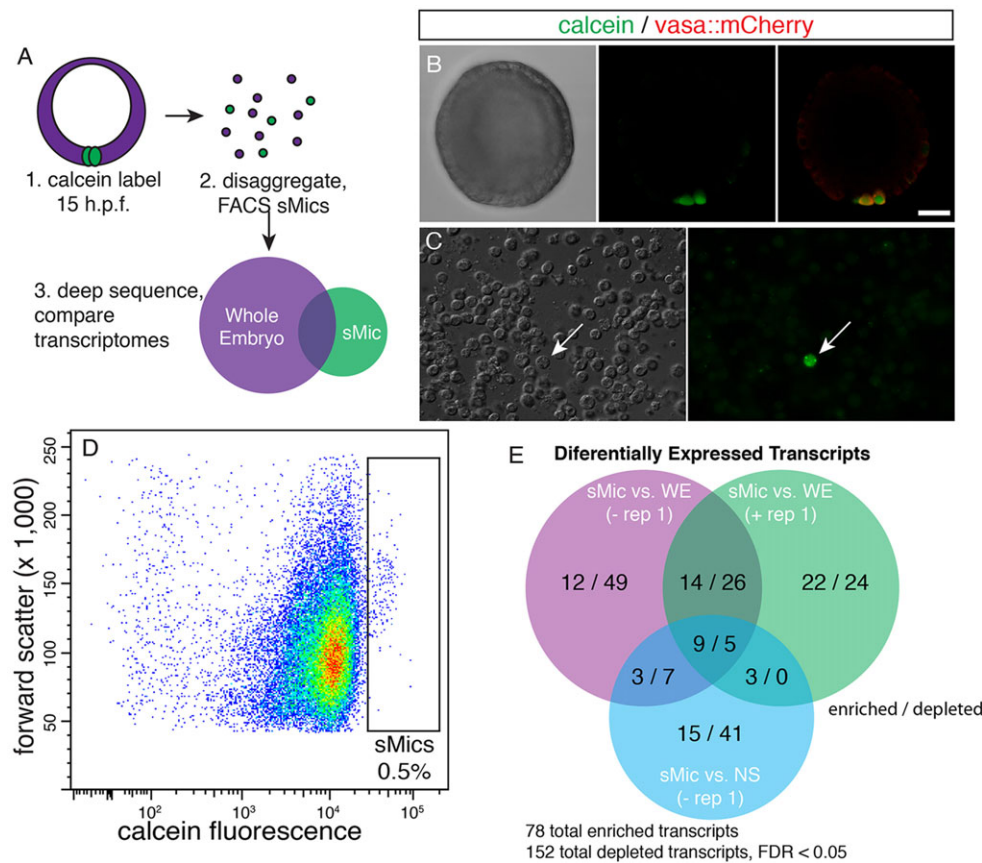 calcein / vasa::mCherry
A
1. calcein label
15 h.p.f.
2. disaggregate,
FACS sMics
3. deep sequence,
compare
transcriptomes
Whole
Embryo
sMic
B
C
D
250
200
150
100
50
forward scatter (x 1,000)
10²
10³
10⁴
10⁵
calcein fluorescence
sMics
0.5%
E
Diferentially Expressed Transcripts
sMic vs. WE
(- rep 1)
sMic vs. WE
(+ rep 1)
12 / 49
14 / 26
22 / 24
9 / 5
3 / 7
3 / 0
enriched / depleted
15 / 41
sMic vs. NS
(- rep 1)
78 total enriched transcripts
152 total depleted transcripts, FDR < 0.05